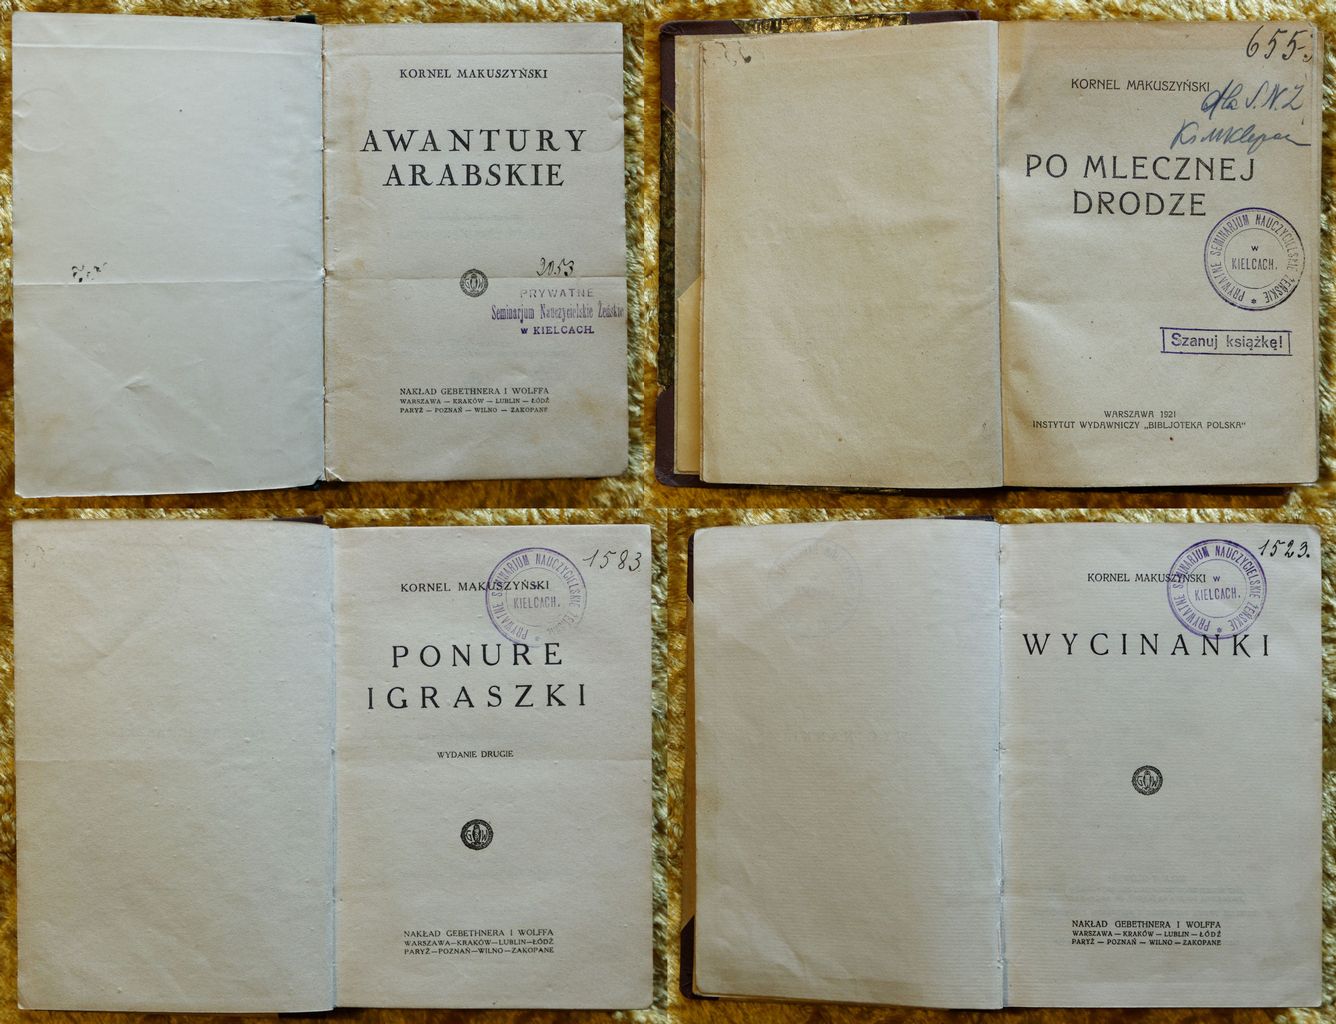 KORNEL MAKUSZYŃSKI
AWANTURY
ARABSKIE
3053
PRYWATNE
Seminarjum Nauczycielskie Żeńskie
w KIELCACH.
NAKŁAD GEBETHNERA I WOLFFA
WARSZAWA — KRAKÓW — LUBLIN — ŁÓDŹ
PARYŻ — POZNAŃ — WILNO — ZAKOPANE
655.
KORNEL MAKUSZYŃSKI
dla S.N.Ż
PO MLECZNEJ
DRODZE
PRYWATNE SEMINARJUM NAUCZYCIELSKIE ŻEŃSKIE
w
KIELCACH.
Szanuj książkę!
WARSZAWA 1921
INSTYTUT WYDAWNICZY „BIBLJOTEKA POLSKA"
1583
KORNEL MAKUSZYŃSKI
PRYWATNE SEMINARJUM NAUCZYCIELSKIE ŻEŃSKIE
w
KIELCACH.
PONURE
IGRASZKI
WYDANIE DRUGIE
G W
NAKŁAD GEBETHNERA I WOLFFA
WARSZAWA—KRAKÓW—LUBLIN—ŁÓDŹ
PARYŻ—POZNAŃ—WILNO—ZAKOPANE
1523.
KORNEL MAKUSZYŃSKI
PRYWATNE SEMINARJUM NAUCZYCIELSKIE ŻEŃSKIE
w
KIELCACH.
WYCINANKI
G W
NAKŁAD GEBETHNERA I WOLFFA
WARSZAWA — KRAKÓW — LUBLIN — ŁÓDŹ
PARYŻ — POZNAŃ — WILNO — ZAKOPANE